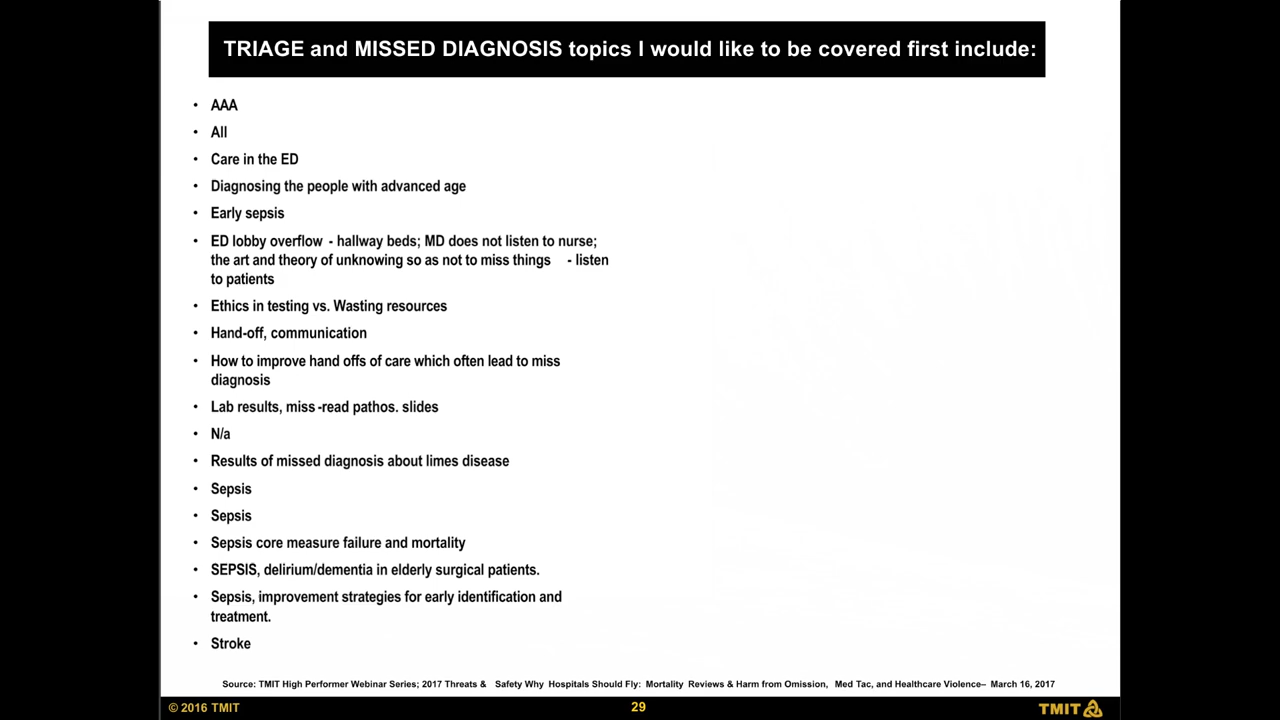 TRIAGE and MISSED DIAGNOSIS topics I would like to be covered first include:
• AAA
• All
• Care in the ED
• Diagnosing the people with advanced age
• Early sepsis
• ED lobby overflow - hallway beds; MD does not listen to nurse;
the art and theory of unknowing so as not to miss things - listen
to patients
• Ethics in testing vs. Wasting resources
• Hand-off, communication
• How to improve hand offs of care which often lead to miss
diagnosis
• Lab results, miss-read pathos. slides
• N/a
• Results of missed diagnosis about limes disease
• Sepsis
• Sepsis
• Sepsis core measure failure and mortality
• SEPSIS, delirium/dementia in elderly surgical patients.
• Sepsis, improvement strategies for early identification and
treatment.
• Stroke
Source: TMIT High Performer Webinar Series; 2017 Threats & Safety Why Hospitals Should Fly: Mortality Reviews & Harm from Omission, Med Tac, and Healthcare Violence– March 16, 2017
© 2016 TMIT
29
TMIT